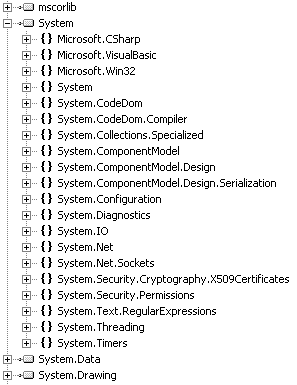 mscorlib
System
{} Microsoft.CSharp
{} Microsoft.VisualBasic
{} Microsoft.Win32
{} System
{} System.CodeDom
{} System.CodeDom.Compiler
{} System.Collections.Specialized
{} System.ComponentModel
{} System.ComponentModel.Design
{} System.ComponentModel.Design.Serialization
{} System.Configuration
{} System.Diagnostics
{} System.IO
{} System.Net
{} System.Net.Sockets
{} System.Security.Cryptography.X509Certificates
{} System.Security.Permissions
{} System.Text.RegularExpressions
{} System.Threading
{} System.Timers
System.Data
System.Drawing